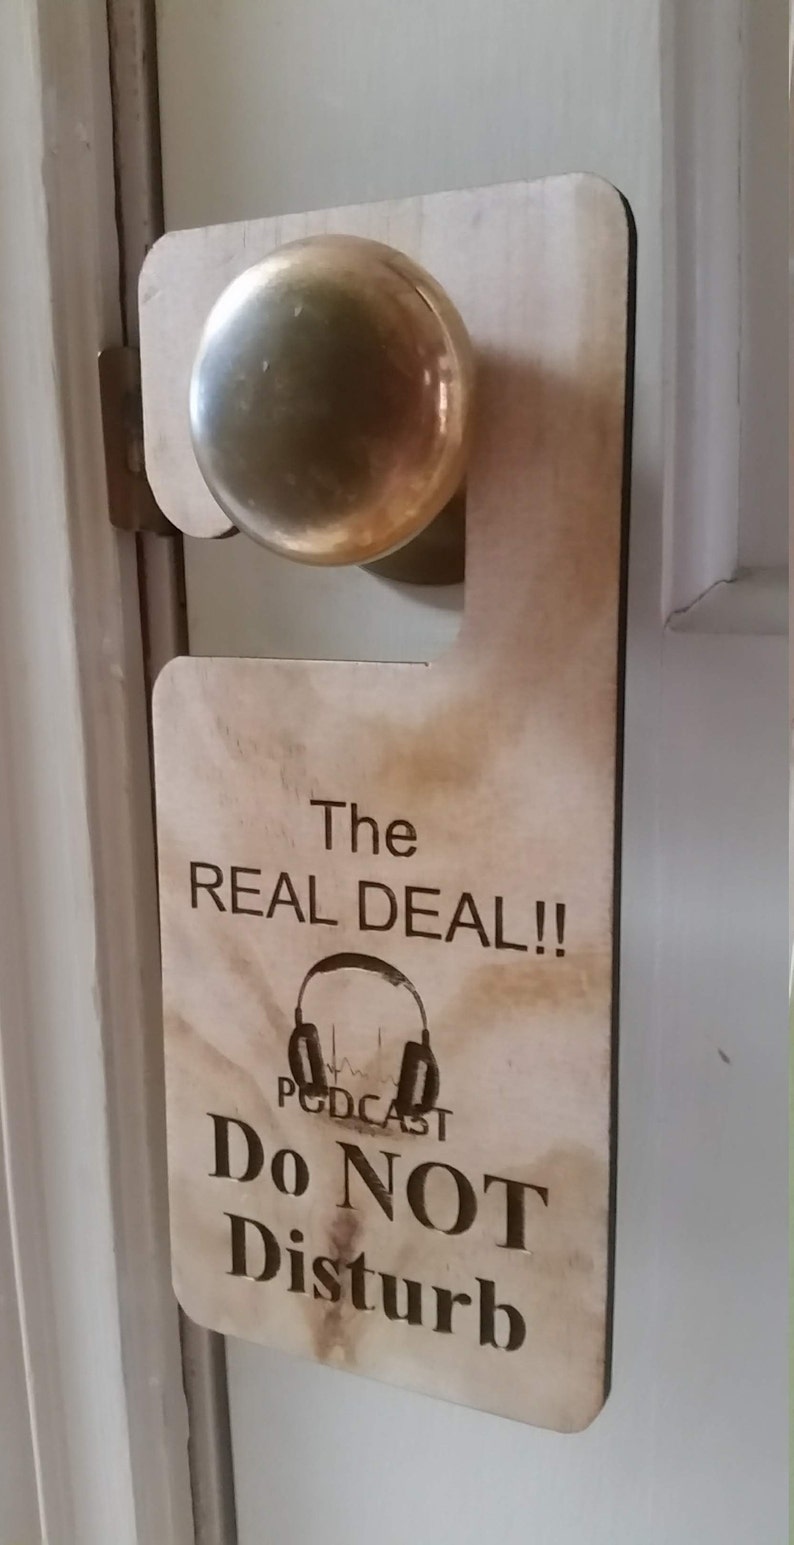 The
REAL DEAL!!
PODCAST
Do NOT
Disturb